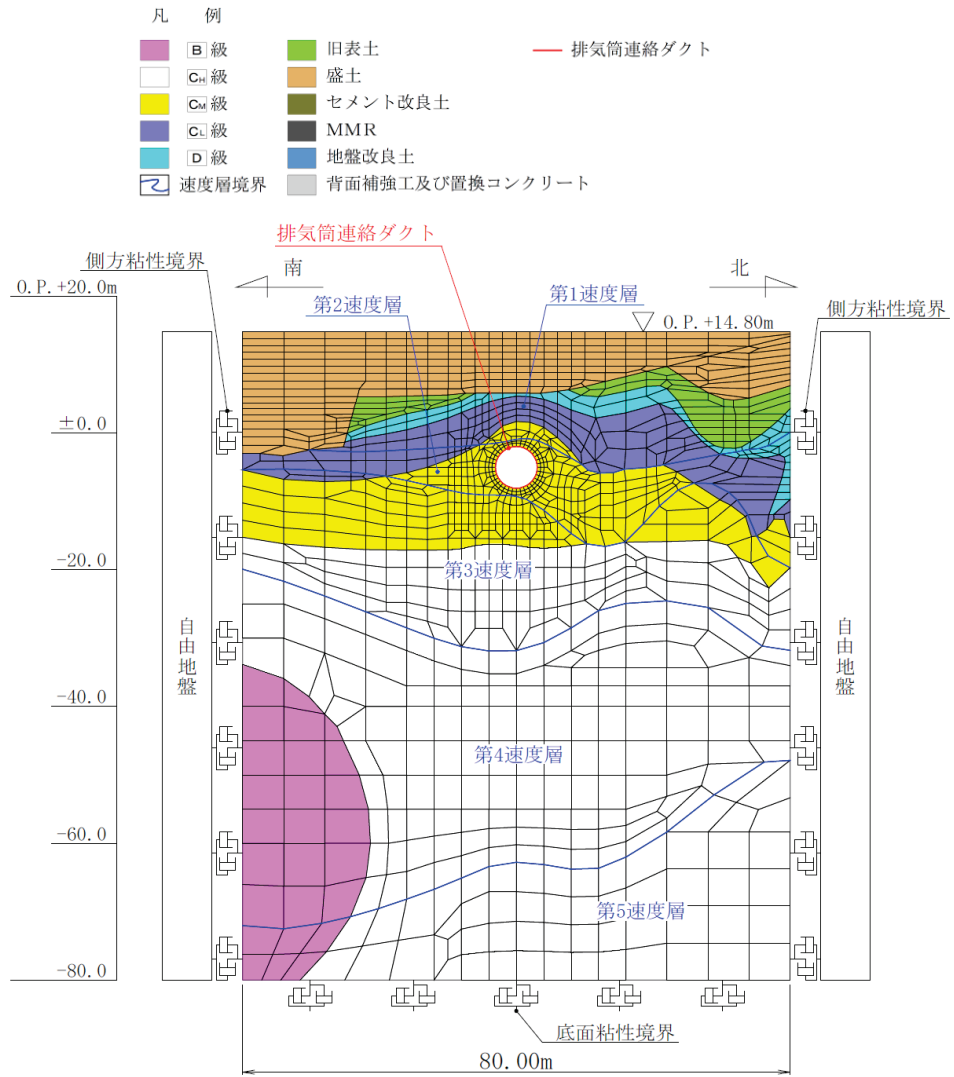 凡 例
B 級
CH 級
CM 級
CL 級
D 級
速度層境界
旧表土
盛土
セメント改良土
MMR
地盤改良土
背面補強工及び置換コンクリート
排気筒連絡ダクト
排気筒連絡ダクト
側方粘性境界
南
北
O.P.+20.0m
第2速度層
第1速度層
O.P.+14.80m
側方粘性境界
±0.0
-20.0
第3速度層
自由地盤
自由地盤
-40.0
第4速度層
-60.0
第5速度層
-80.0
底面粘性境界
80.00m